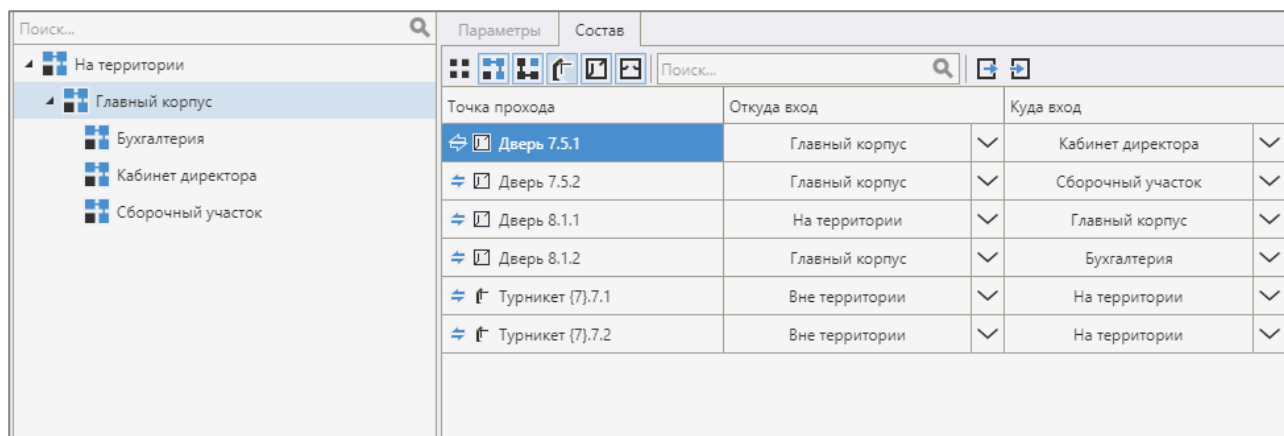 Поиск...
На территории
Главный корпус
Бухгалтерия
Кабинет директора
Сборочный участок
Параметры Состав
Поиск...
Точка прохода Откуда вход Куда вход
Дверь 7.5.1 Главный корпус Кабинет директора
Дверь 7.5.2 Главный корпус Сборочный участок
Дверь 8.1.1 На территории Главный корпус
Дверь 8.1.2 Главный корпус Бухгалтерия
Турникет {7}.7.1 Вне территории На территории
Турникет {7}.7.2 Вне территории На территории